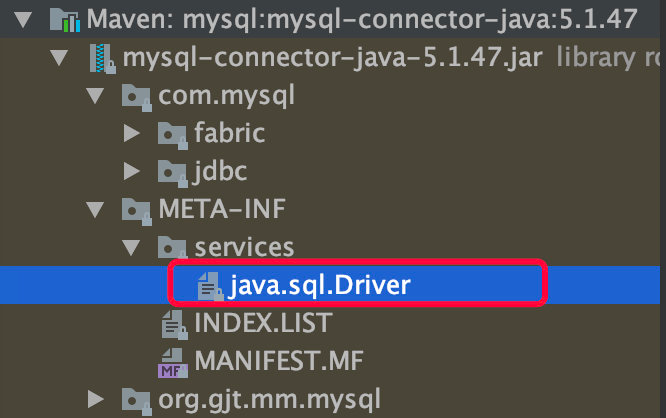 Maven: mysql:mysql-connector-java:5.1.47
mysql-connector-java-5.1.47.jar library ro
com.mysql
fabric
jdbc
META-INF
services
java.sql.Driver
INDEX.LIST
MF MANIFEST.MF
org.gjt.mm.mysql